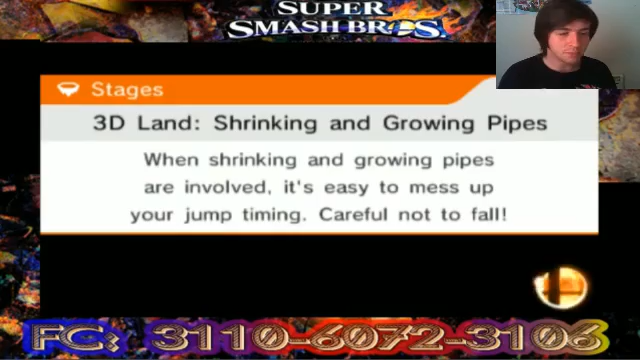 SUPER
SMASH BROS.
Stages
3D Land: Shrinking and Growing Pipes
When shrinking and growing pipes
are involved, it's easy to mess up
your jump timing. Careful not to fall!
FC: 3110-6072-3106